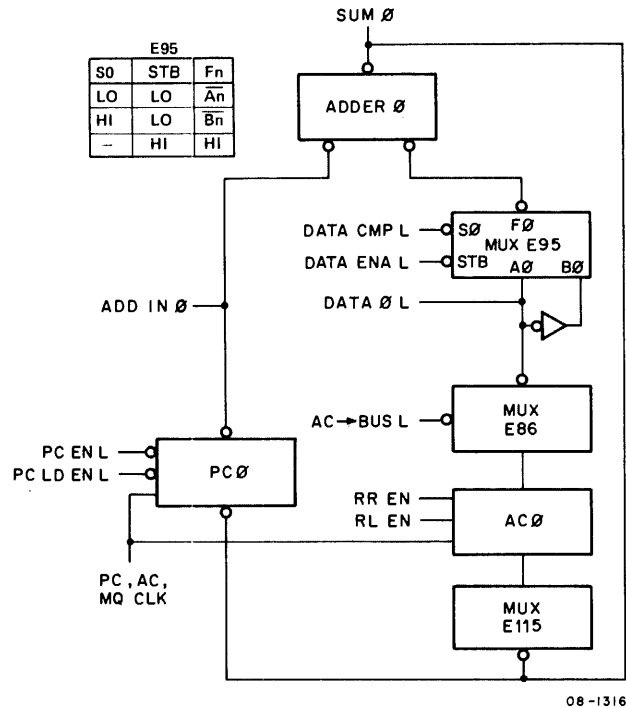 SUM Ø
E95
SO STB Fn
LO LO An
HI LO Bn
— HI HI
ADDER Ø
DATA CMP L
SØ FØ
MUX E95
DATA ENA L
STB AØ BØ
DATA Ø L
ADD IN Ø
AC→BUS L
MUX
E86
PC EN L
PC LD EN L
PCØ
RR EN
RL EN
ACØ
PC, AC,
MQ CLK
MUX
E115
08-1316